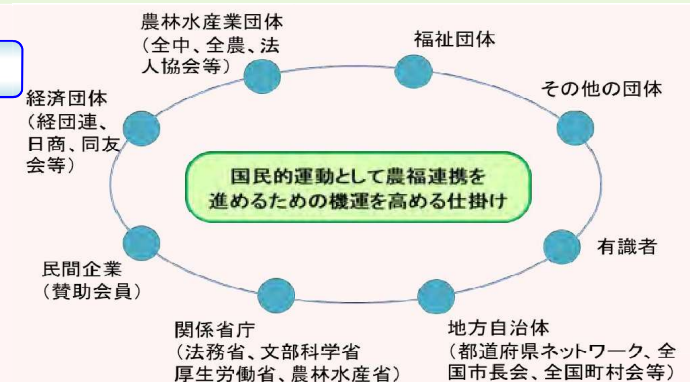 農林水産業団体
（全中、全農、法
人協会等）
福祉団体
その他の団体
経済団体
（経団連、
日商、同友
会等）
国民的運動として農福連携を
進めるための機運を高める仕掛け
有識者
民間企業
（賛助会員）
関係省庁
（法務省、文部科学省
厚生労働省、農林水産省）
地方自治体
（都道府県ネットワーク、全
国市長会、全国町村会等）